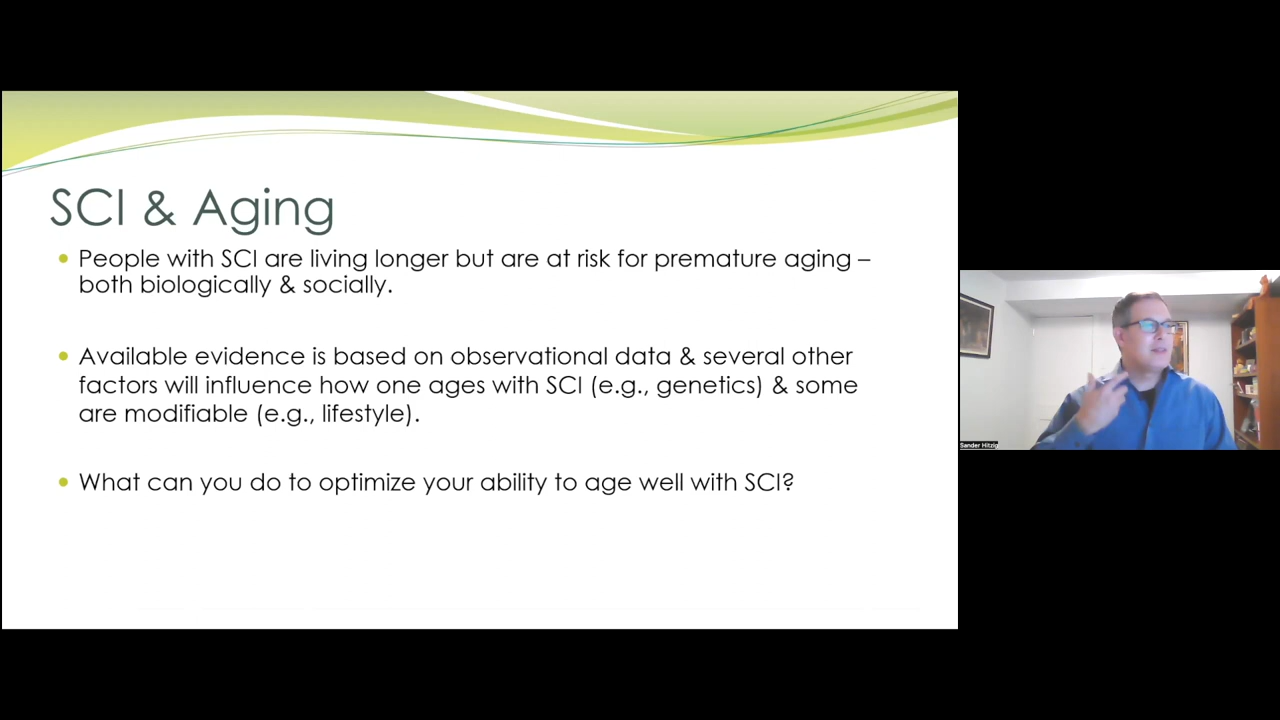 SCI & Aging
• People with SCI are living longer but are at risk for premature aging –
both biologically & socially.
• Available evidence is based on observational data & several other
factors will influence how one ages with SCI (e.g., genetics) & some
are modifiable (e.g., lifestyle).
• What can you do to optimize your ability to age well with SCI?
Sander Hitzig